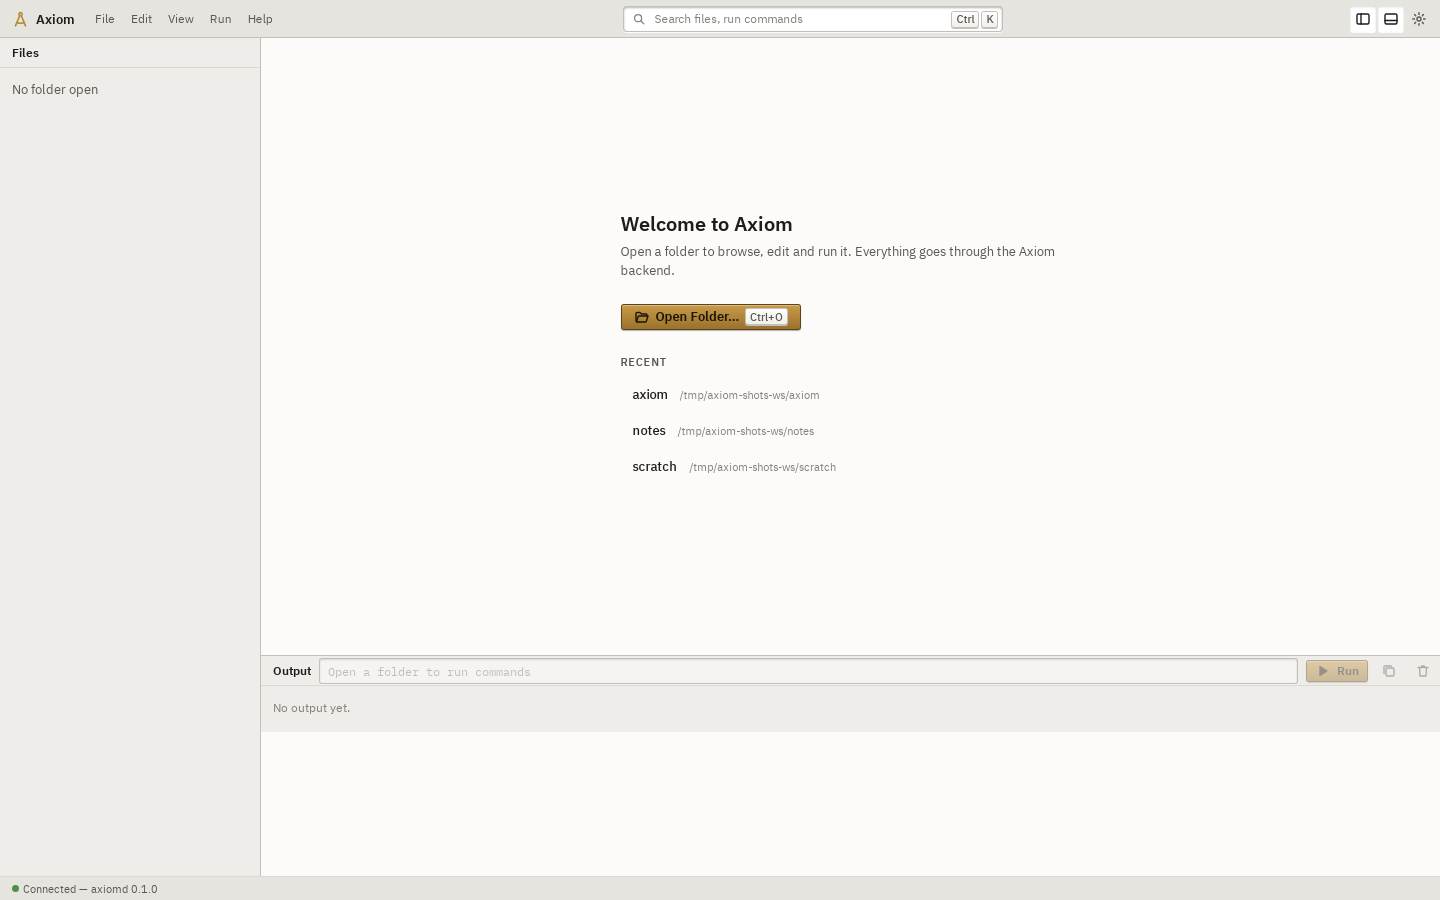 Axiom File Edit View Run Help Search files, run commands Ctrl K
Files
No folder open
Welcome to Axiom
Open a folder to browse, edit and run it. Everything goes through the Axiom
backend.
Open Folder... Ctrl+O
RECENT
axiom /tmp/axiom-shots-ws/axiom
notes /tmp/axiom-shots-ws/notes
scratch /tmp/axiom-shots-ws/scratch
Output Open a folder to run commands Run
No output yet.
Connected — axiomd 0.1.0